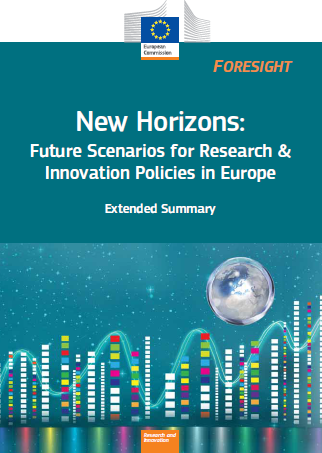 European
Commission
FORESIGHT
New Horizons:
Future Scenarios for Research &
Innovation Policies in Europe
Extended Summary
Research and
Innovation